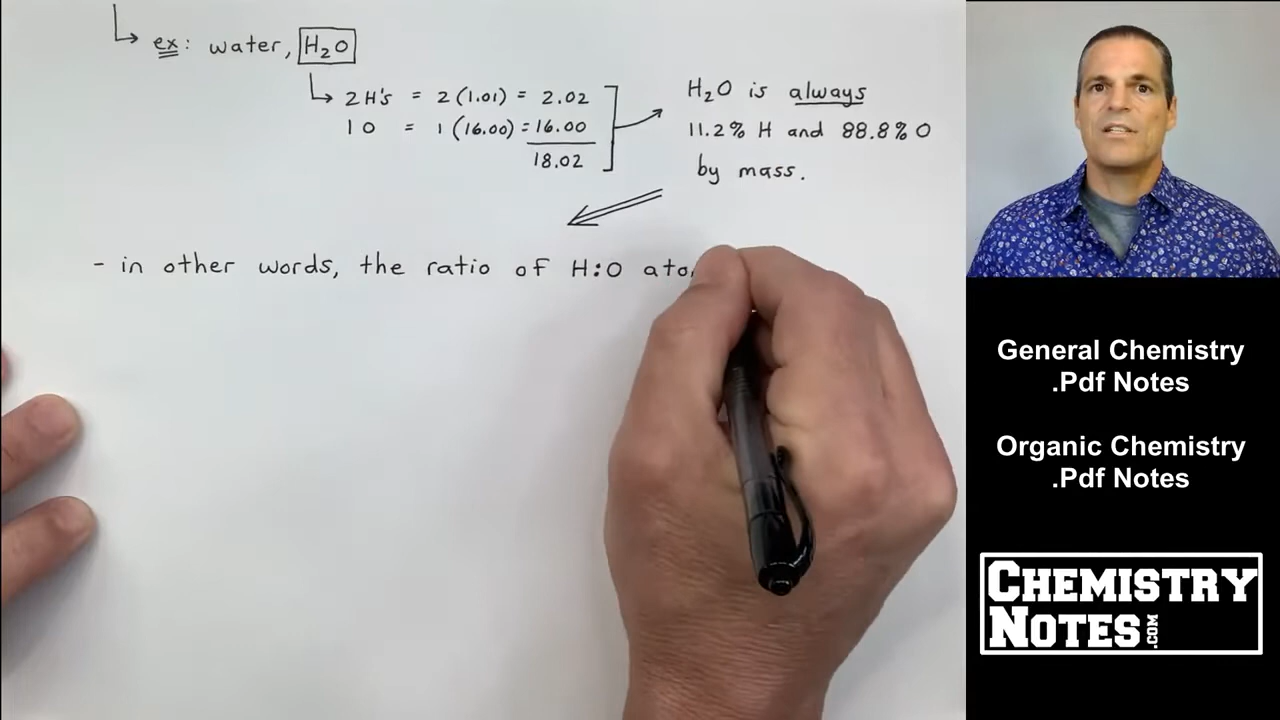 ex: water, H₂O
2 H's = 2 (1.01) = 2.02
1 O = 1 (16.00) = 16.00
18.02
H₂O is always
11.2% H and 88.8% O
by mass.
- in other words, the ratio of H:O
General Chemistry
.Pdf Notes
Organic Chemistry
.Pdf Notes
CHEMISTRY
NOTES.COM